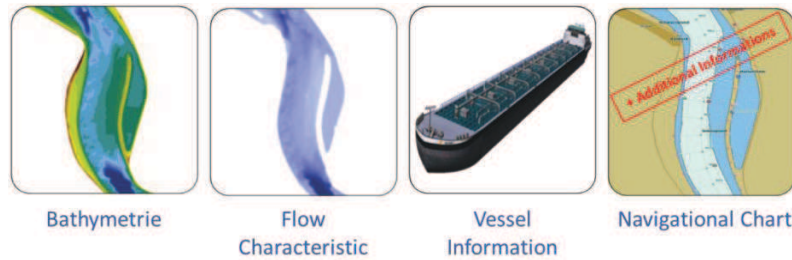 + Additional Informations
Bathymetrie
Flow
Characteristic
Vessel
Information
Navigational Chart